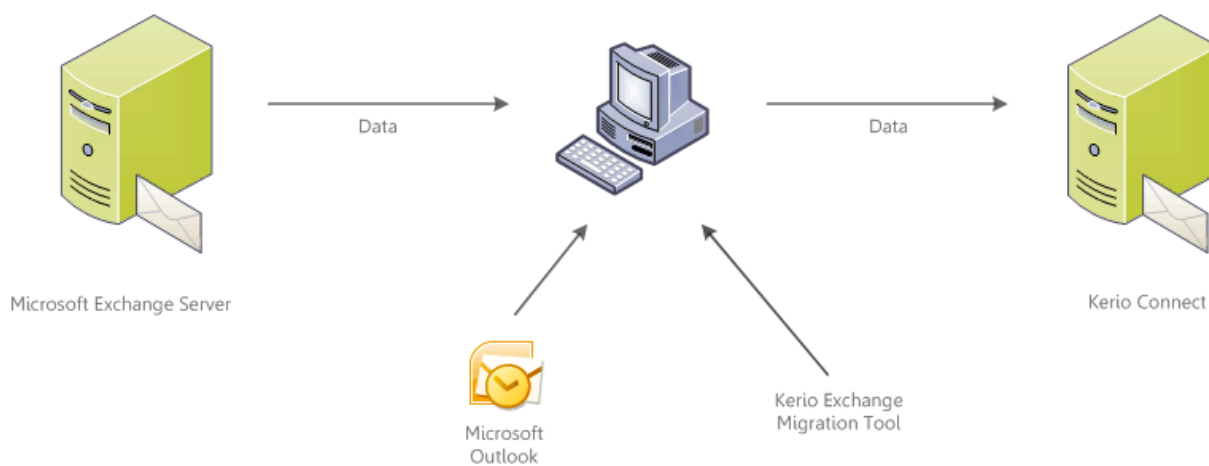 Data
Data
Microsoft Exchange Server
Kerio Connect
Kerio Exchange
Migration Tool
Microsoft
Outlook